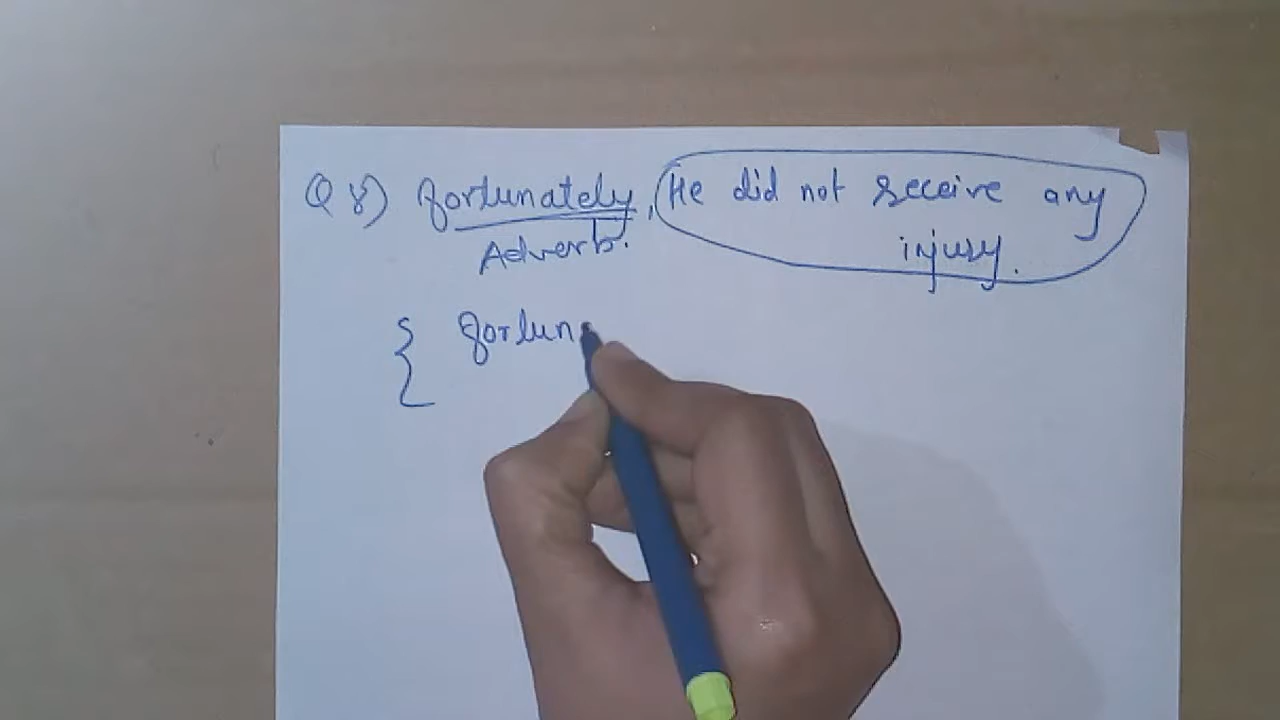 Q 8) fortunately, He did not receive any
injury.
Adverb.
{ fortun